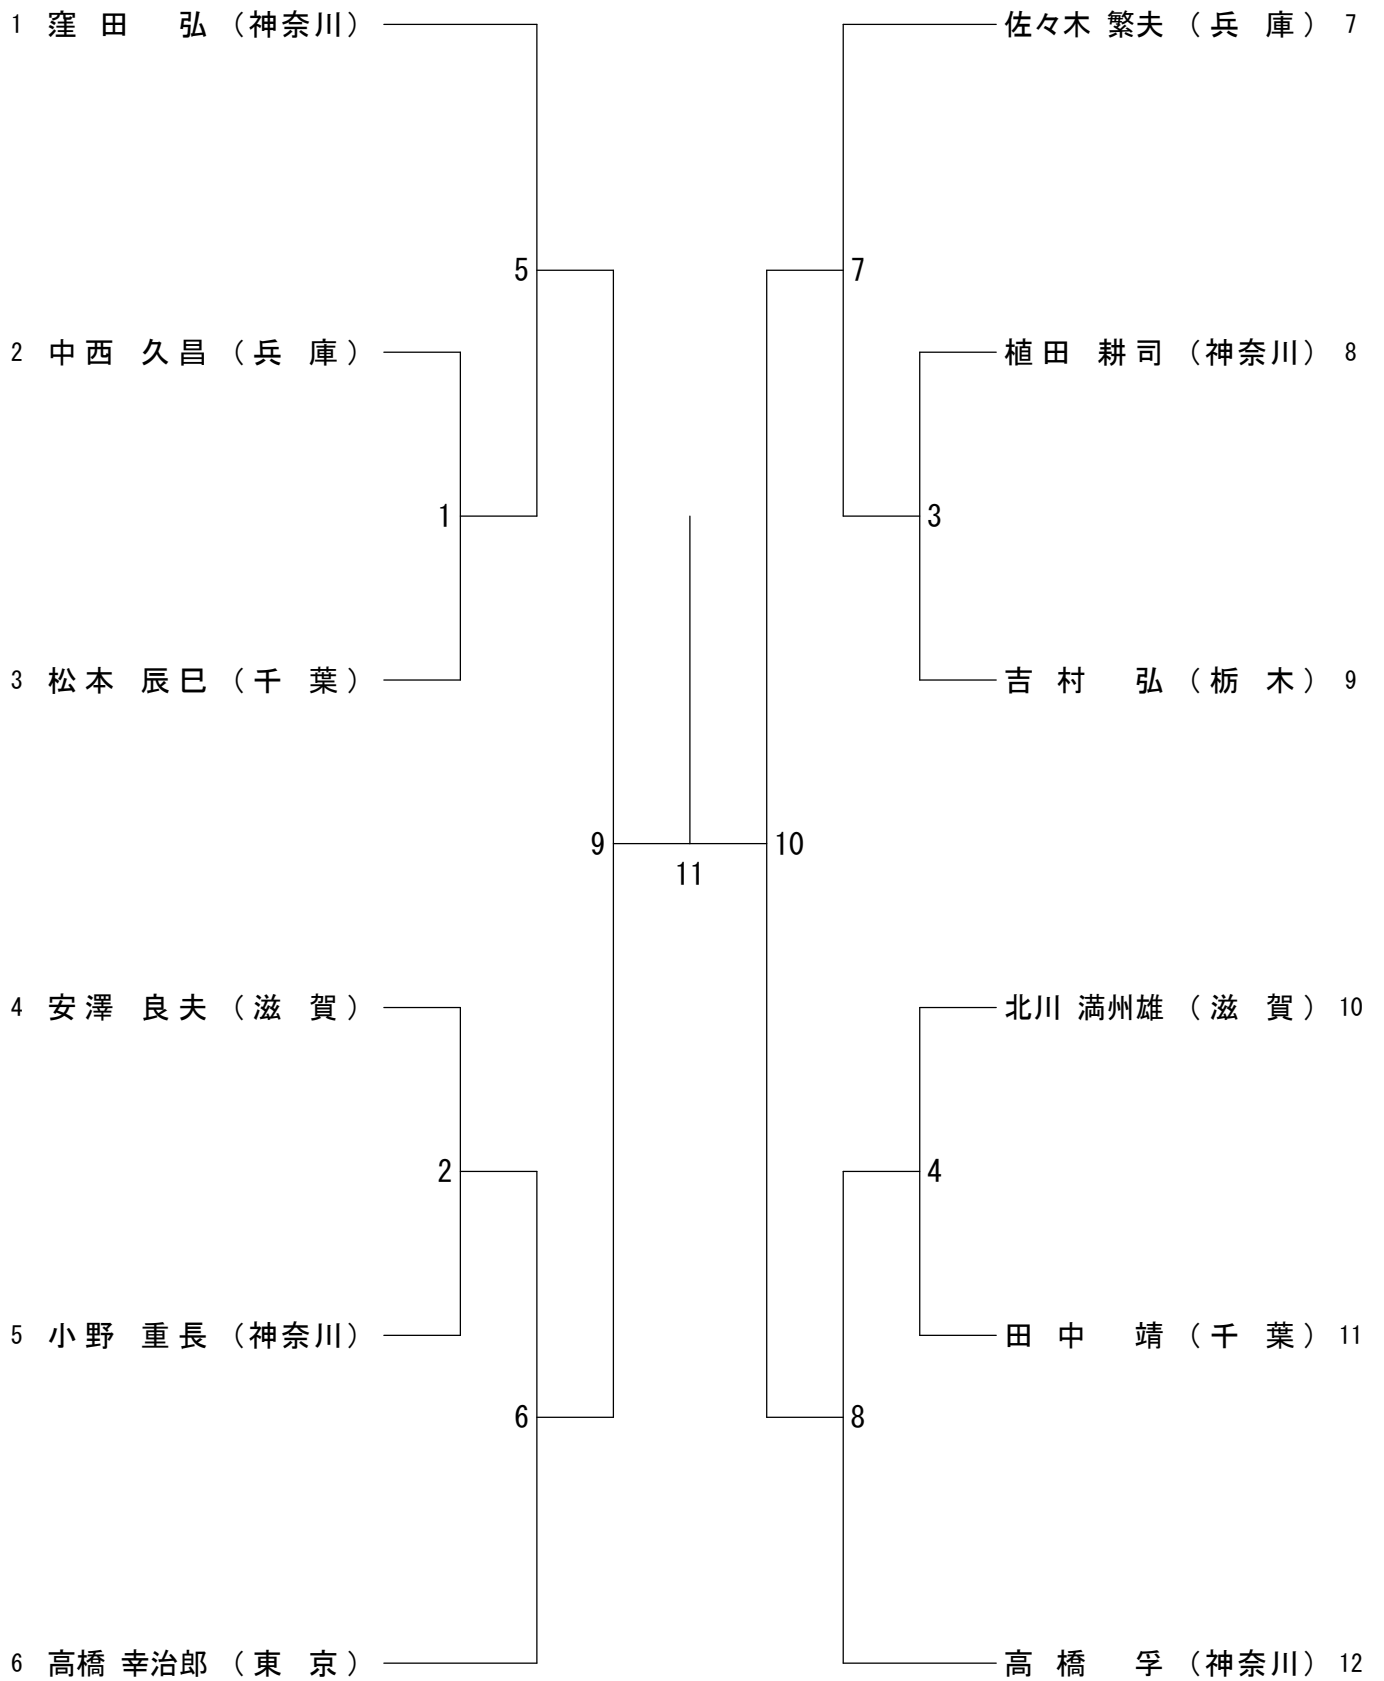 1 窪田 弘 (神奈川)
佐々木 繁夫 (兵 庫) 7
5
7
2 中西 久昌 (兵 庫)
植田 耕司 (神奈川) 8
1
3
3 松本 辰巳 (千 葉)
吉村 弘 (栃 木) 9
9
10
11
4 安澤 良夫 (滋 賀)
北川 満州雄 (滋 賀) 10
2
4
5 小野 重長 (神奈川)
田中 靖 (千 葉) 11
6
8
6 高橋 幸治郎 (東 京)
高橋 孚 (神奈川) 12